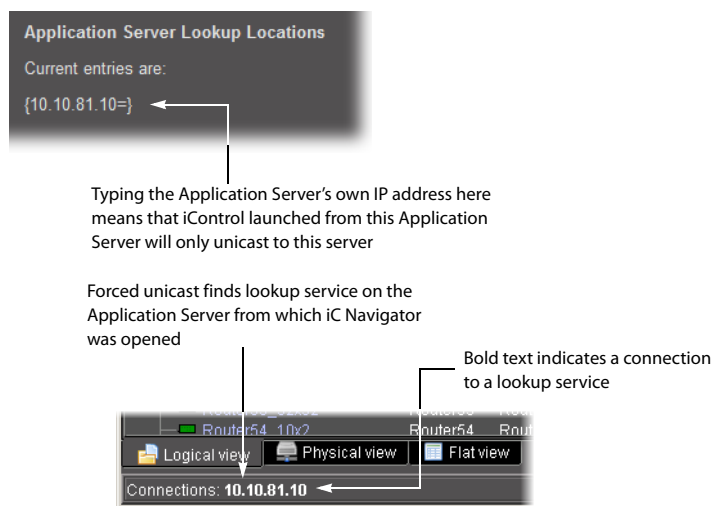 Application Server Lookup Locations
Current entries are:
{10.10.81.10=}
Typing the Application Server's own IP address here
means that iControl launched from this Application
Server will only unicast to this server
Forced unicast finds lookup service on the
Application Server from which iC Navigator
was opened
Bold text indicates a connection
to a lookup service
Router54_10x2 Router54 Rout
Logical view Physical view Flat view
Connections: 10.10.81.10